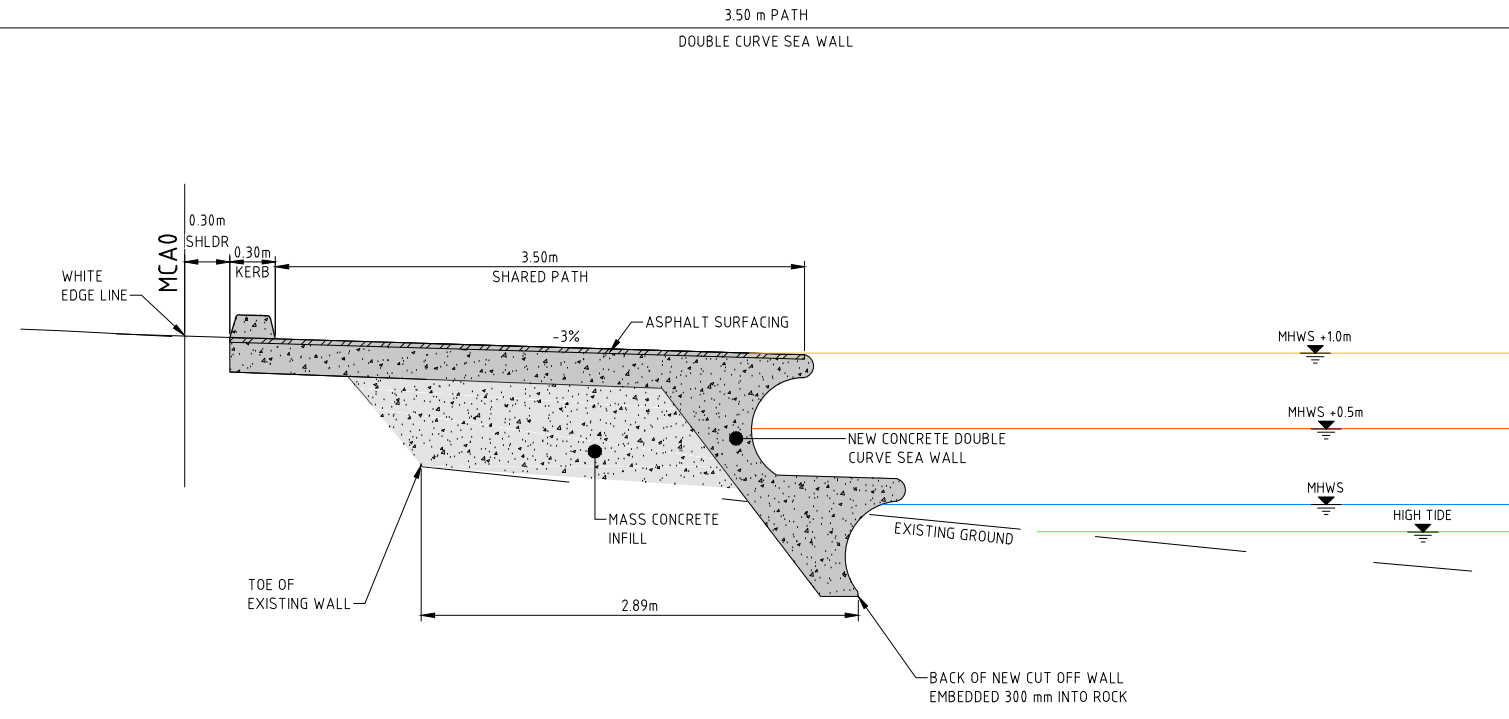 3.50 m PATH
DOUBLE CURVE SEA WALL
MCA0
0.30m
SHLDR
0.30m
KERB
3.50m
SHARED PATH
WHITE
EDGE LINE
-3%
ASPHALT SURFACING
MHWS +1.0m
MHWS +0.5m
NEW CONCRETE DOUBLE
CURVE SEA WALL
MHWS
HIGH TIDE
MASS CONCRETE
INFILL
EXISTING GROUND
TOE OF
EXISTING WALL
2.89m
BACK OF NEW CUT OFF WALL
EMBEDDED 300 mm INTO ROCK